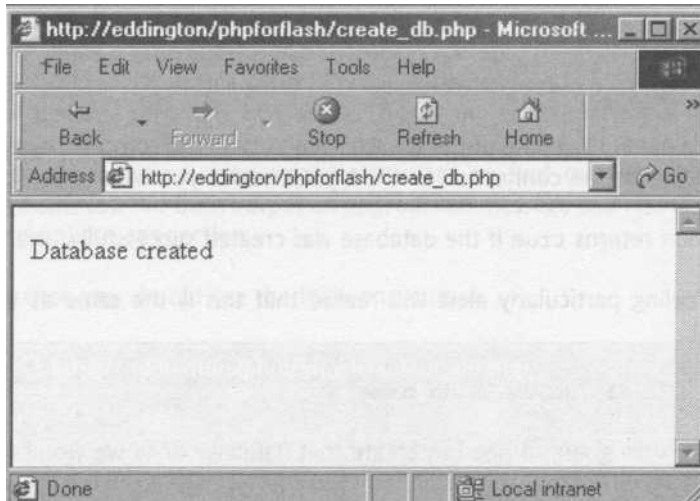 http://eddington/phpforflash/create_db.php - Microsoft ...
File Edit View Favorites Tools Help
Back Forward Stop Refresh Home »
Address http://eddington/phpforflash/create_db.php Go
Database created
Done Local intranet